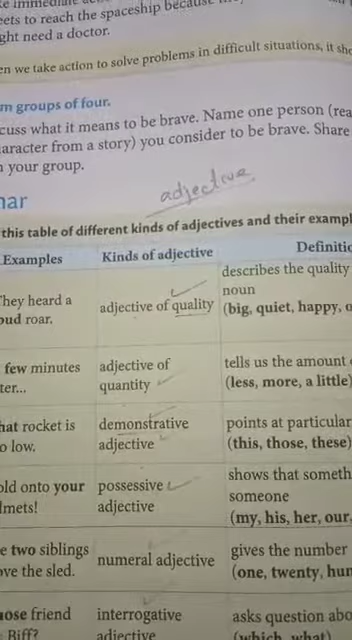 eets to reach the spaceship because
ght need a doctor.
en we take action to solve problems in difficult situations, it sho
m groups of four.
cuss what it means to be brave. Name one person (rea
aracter from a story) you consider to be brave. Share
your group.
adjective
nar
this table of different kinds of adjectives and their exampl
Examples Kinds of adjective Definitio
They heard a
oud roar.
adjective of quality
describes the quality
noun
(big, quiet, happy, o
few minutes
ter...
adjective of
quantity
tells us the amount
(less, more, a little)
hat rocket is
o low.
demonstrative
adjective
points at particular
(this, those, these)
old onto your
lmets!
possessive
adjective
shows that someth
someone
(my, his, her, our.
e two siblings
ove the sled.
numeral adjective
gives the number
(one, twenty, hun
ose friend
Biff?
interrogative
adjective
asks question abo
(which, what)